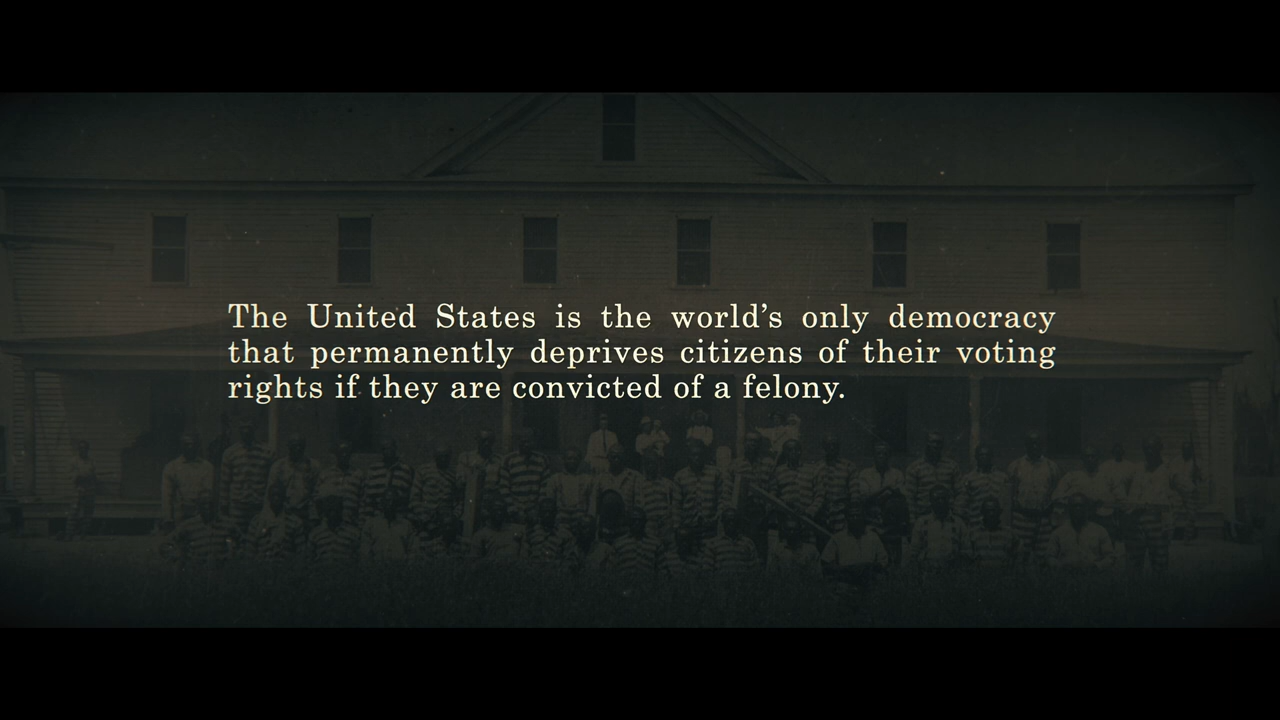 The United States is the world’s only democracy
that permanently deprives citizens of their voting
rights if they are convicted of a felony.